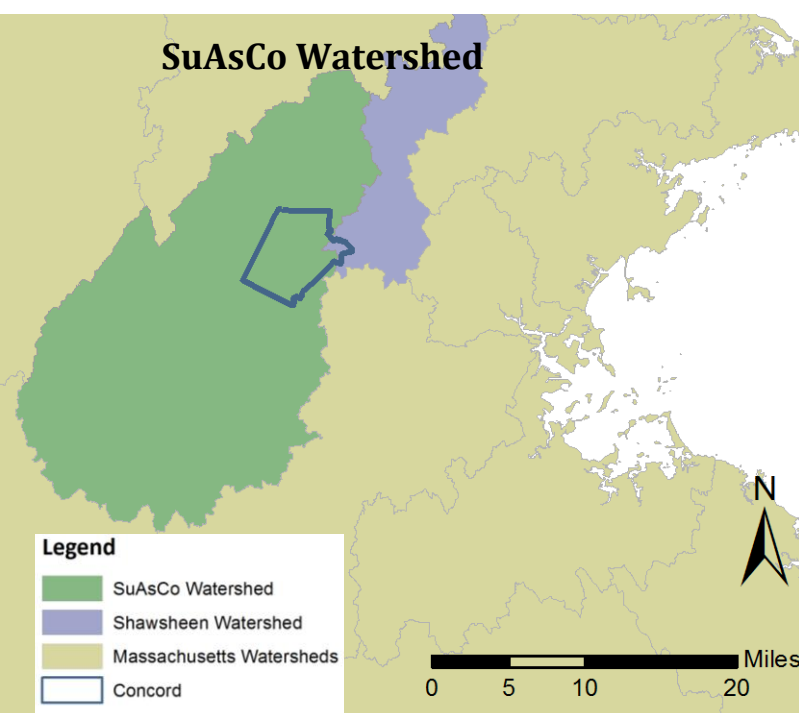 SuAsCo Watershed
Legend
SuAsCo Watershed
Shawsheen Watershed
Massachusetts Watersheds
Concord
N
Miles
0 5 10 20